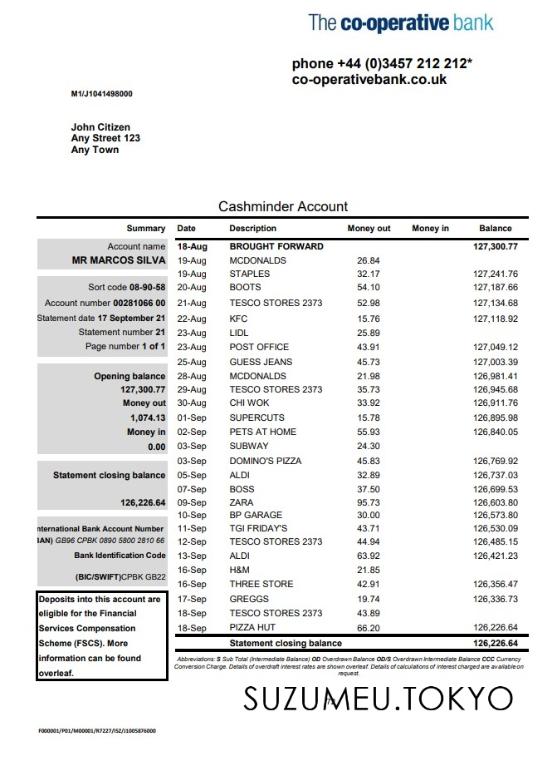 The co-operative bank
phone +44 (0)3457 212 212*
co-operativebank.co.uk
M1/J1041498000
John Citizen
Any Street 123
Any Town
Cashminder Account
Summary
Account name
MR MARCOS SILVA
Sort code 08-90-58
Account number 00281066 00
Statement date 17 September 21
Statement number 21
Page number 1 of 1
Opening balance
127,300.77
Money out
1,074.13
Money in
0.00
Statement closing balance
126,226.64
nternational Bank Account Number
IAN) GB96 CPBK 0890 5800 2810 66
Bank Identification Code
(BIC/SWIFT)CPBK GB22
Deposits into this account are
eligible for the Financial
Services Compensation
Scheme (FSCS). More
information can be found
overleaf.
Date Description Money out Money in Balance
18-Aug BROUGHT FORWARD 127,300.77
19-Aug MCDONALDS 26.84
19-Aug STAPLES 32.17 127,241.76
20-Aug BOOTS 54.10 127,187.66
21-Aug TESCO STORES 2373 52.98 127,134.68
22-Aug KFC 15.76 127,118.92
23-Aug LIDL 25.89
23-Aug POST OFFICE 43.91 127,049.12
25-Aug GUESS JEANS 45.73 127,003.39
28-Aug MCDONALDS 21.98 126,981.41
29-Aug TESCO STORES 2373 35.73 126,945.68
30-Aug CHI WOK 33.92 126,911.76
01-Sep SUPERCUTS 15.78 126,895.98
02-Sep PETS AT HOME 55.93 126,840.05
03-Sep SUBWAY 24.30
03-Sep DOMINO'S PIZZA 45.83 126,769.92
05-Sep ALDI 32.89 126,737.03
07-Sep BOSS 37.50 126,699.53
09-Sep ZARA 95.73 126,603.80
10-Sep BP GARAGE 30.00 126,573.80
11-Sep TGI FRIDAY'S 43.71 126,530.09
12-Sep TESCO STORES 2373 44.94 126,485.15
13-Sep ALDI 63.92 126,421.23
16-Sep H&M 21.85
16-Sep THREE STORE 42.91 126,356.47
17-Sep GREGGS 19.74 126,336.73
18-Sep TESCO STORES 2373 43.89
18-Sep PIZZA HUT 66.20 126,226.64
Statement closing balance 126,226.64
Abbreviations: S Sub Total (Intermediate Balance) OD Overdrawn Balance OD/S Overdrawn Intermediate Balance CCC Currency
Conversion Charge. Details of overdraft interest rates are shown overleaf. Details of calculations of interest charged are available on
request.
SUZUMEU.TOKYO
F000001/P01/M00001/R7227/ISZ/J1005876000